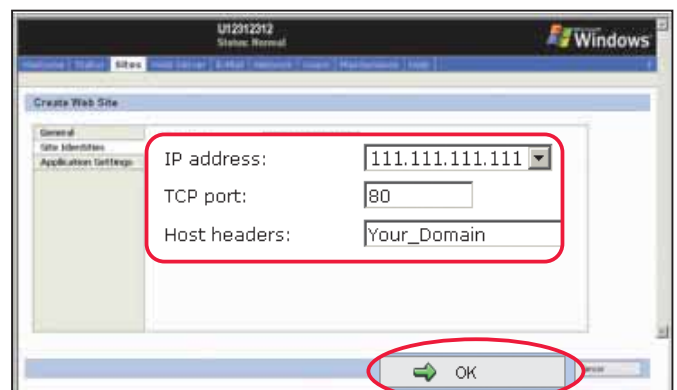 U12312312
Status: Normal
Windows
Welcome Status Sites Web Server E-Mail Network Users Maintenance Help
Create Web Site
General
Site Identities
Application Settings
IP address: 111.111.111.111
TCP port: 80
Host headers: Your_Domain
OK